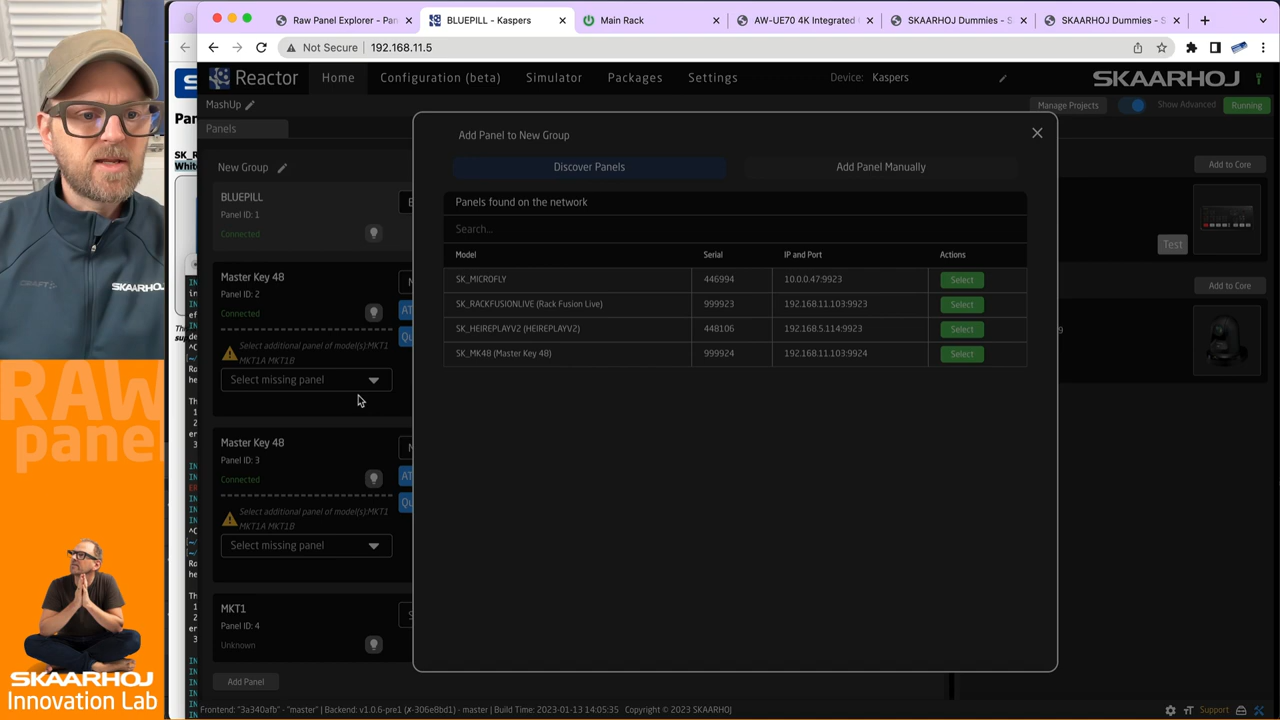 Raw Panel Explorer - Pan
BLUEPILL - Kaspers
Main Rack
AW-UE70 4K Integrated
SKAARHOJ Dummies - S
SKAARHOJ Dummies - S
Not Secure
192.168.11.5
Reactor
Home
Configuration (beta)
Simulator
Packages
Settings
Device:
Kaspers
SKAARHOJ
MashUp
Manage Projects
Show Advanced
Running
Panels
New Group
BLUEPILL
Panel ID: 1
Connected
Master Key 48
Panel ID: 2
Connected
Select additional panel of model(s):MKT1
MKT1A MKT1B
Select missing panel
Master Key 48
Panel ID: 3
Connected
Select additional panel of model(s):MKT1
MKT1A MKT1B
Select missing panel
MKT1
Panel ID: 4
Unknown
Add Panel
Add Panel to New Group
Discover Panels
Add Panel Manually
Panels found on the network
Search...
Model
Serial
IP and Port
Actions
SK_MICROFLY
446994
10.0.0.47:9923
Select
SK_RACKFUSIONLIVE (Rack Fusion Live)
999923
192.168.11.103:9923
Select
SK_HEIREPLAYV2 (HEIREPLAYV2)
448106
192.168.5.114:9923
Select
SK_MK48 (Master Key 48)
999924
192.168.11.103:9924
Select
Add to Core
Test
Add to Core
Frontend: "3a340afb" - "master" | Backend: v1.0.6-pre1 (✗-306e8bd1) - master | Build Time: 2023-01-13 14:05:35 Copyright © 2023 SKAARHOJ
Support
CRAFT
SKAARHOJ
RAW
panel
SKAARHOJ
Innovation Lab